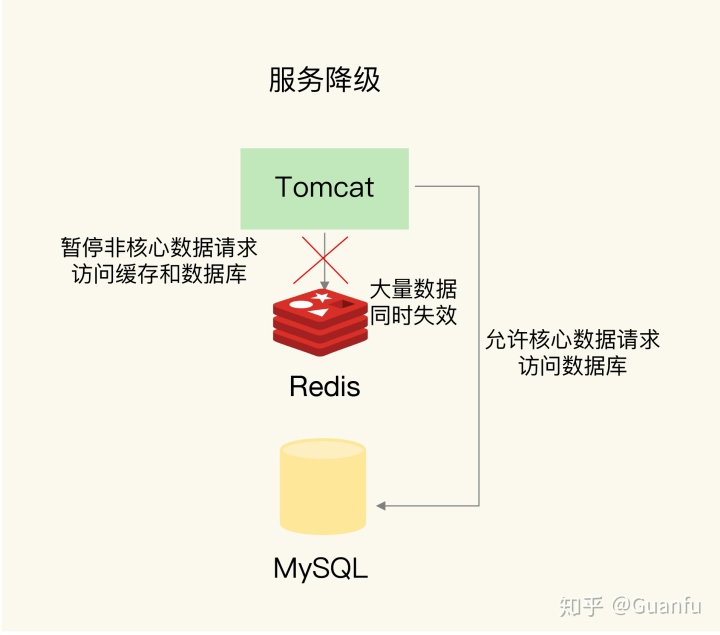 服务降级
Tomcat
暂停非核心数据请求
访问缓存和数据库
大量数据
同时失效
允许核心数据请求
访问数据库
Redis
MySQL
知乎 @Guanfu